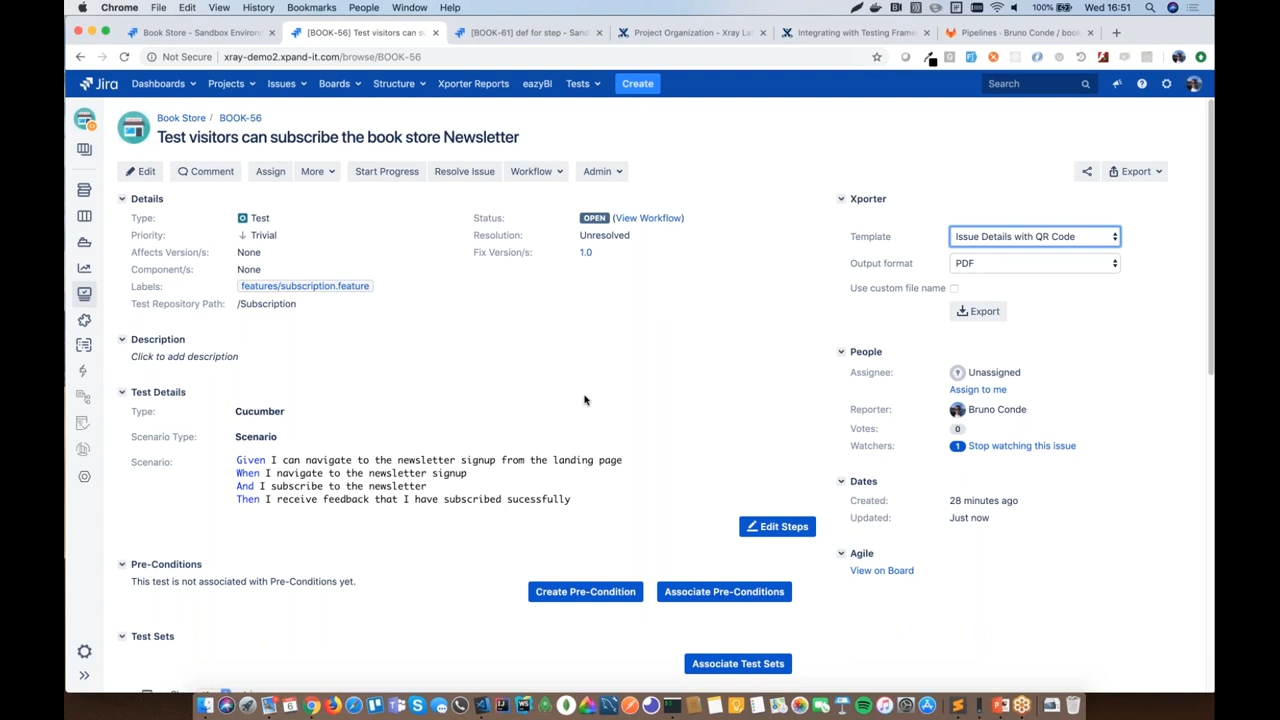 Chrome File Edit View History Bookmarks People Window Help 100% Wed 16:51
Book Store - Sandbox Environ [BOOK-56] Test visitors can su [BOOK-61] def for step - Sandb Project Organization - Xray La Integrating with Testing Fram Pipelines - Bruno Conde / boo
Not Secure xray-demo2.xpand-it.com/browse/BOOK-56
Jira Dashboards Projects Issues Boards Structure Xporter Reports eazyBI Tests Create Search
Book Store / BOOK-56
Test visitors can subscribe the book store Newsletter
Edit Comment Assign More Start Progress Resolve Issue Workflow Admin Export
Details
Type: Test
Priority: Trivial
Affects Version/s: None
Component/s: None
Labels: features/subscription.feature
Test Repository Path: /Subscription
Status: OPEN (View Workflow)
Resolution: Unresolved
Fix Version/s: 1.0
Description
Click to add description
Test Details
Type: Cucumber
Scenario Type: Scenario
Scenario: Given I can navigate to the newsletter signup from the landing page
When I navigate to the newsletter signup
And I subscribe to the newsletter
Then I receive feedback that I have subscribed sucessfully
Edit Steps
Pre-Conditions
This test is not associated with Pre-Conditions yet.
Create Pre-Condition Associate Pre-Conditions
Test Sets
Associate Test Sets
Xporter
Template Issue Details with QR Code
Output format PDF
Use custom file name
Export
People
Assignee: Unassigned
Assign to me
Reporter: Bruno Conde
Votes: 0
Watchers: 1 Stop watching this issue
Dates
Created: 28 minutes ago
Updated: Just now
Agile
View on Board